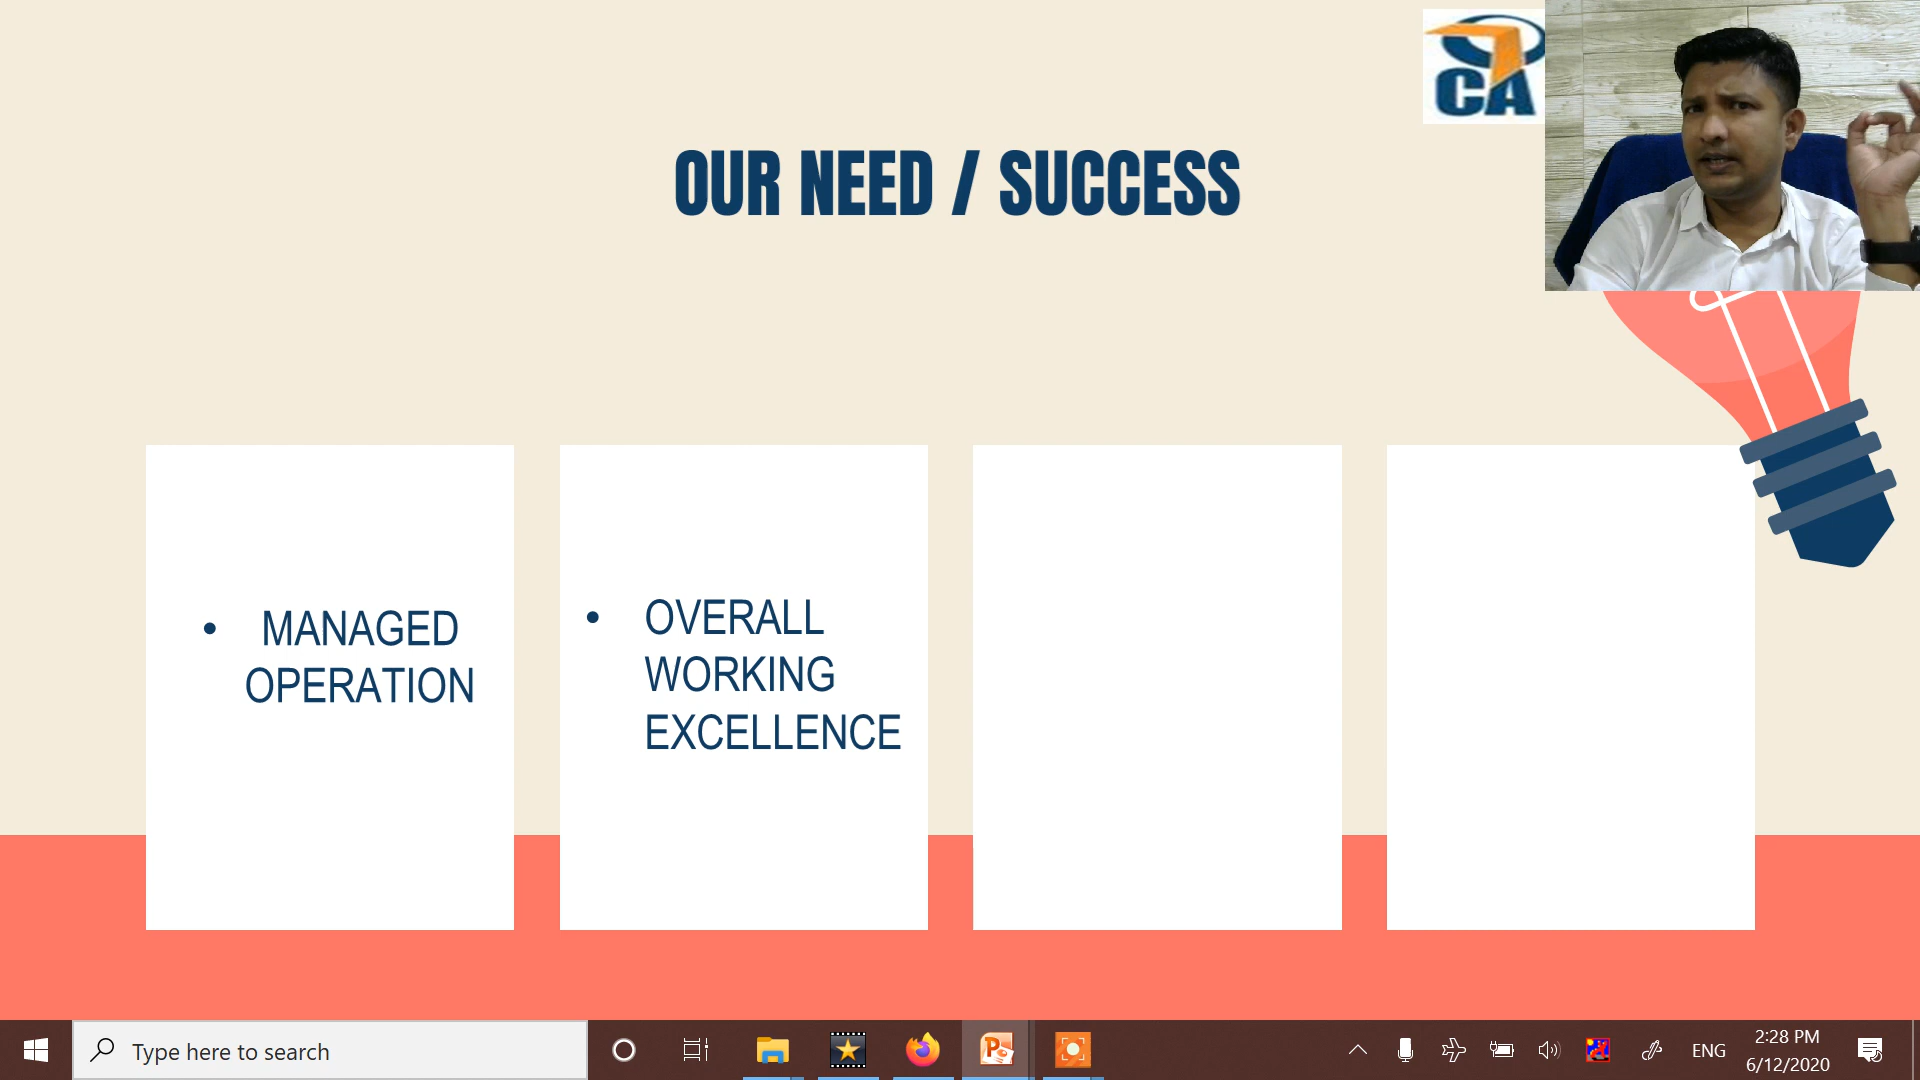 CA
OUR NEED / SUCCESS
• MANAGED
OPERATION
• OVERALL
WORKING
EXCELLENCE
Type here to search
ENG
2:28 PM
6/12/2020